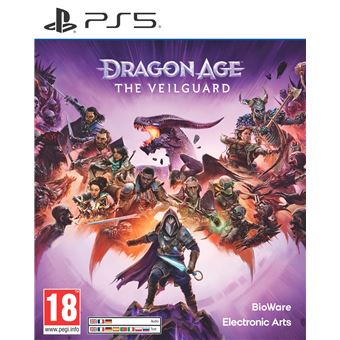 PS5
DRAGON AGE
THE VEILGUARD
18
www.pegi.info
BioWare
Electronic Arts